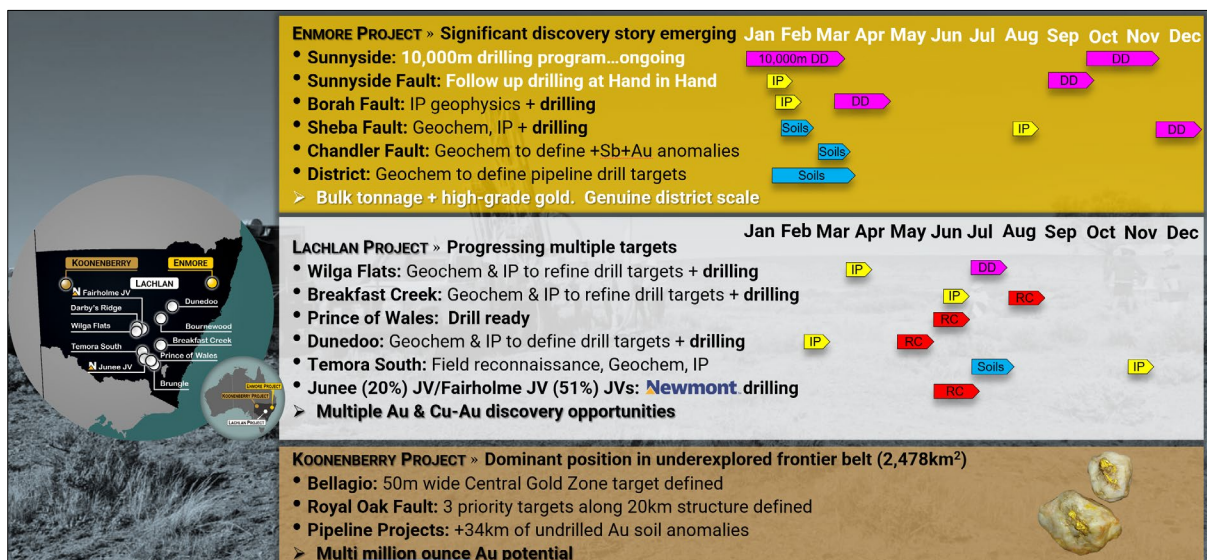 ENMORE PROJECT » Significant discovery story emerging
Jan Feb Mar Apr May Jun Jul Aug Sep Oct Nov Dec
• Sunnyside: 10,000m drilling program...ongoing
10,000m DD
DD
• Sunnyside Fault: Follow up drilling at Hand in Hand
IP
DD
• Borah Fault: IP geophysics + drilling
IP
DD
• Sheba Fault: Geochem, IP + drilling
Soils
IP
DD
• Chandler Fault: Geochem to define +Sb+Au anomalies
Soils
• District: Geochem to define pipeline drill targets
Soils
➢ Bulk tonnage + high-grade gold. Genuine district scale
LACHLAN PROJECT » Progressing multiple targets
Jan Feb Mar Apr May Jun Jul Aug Sep Oct Nov Dec
• Wilga Flats: Geochem & IP to refine drill targets + drilling
IP
DD
• Breakfast Creek: Geochem & IP to refine drill targets + drilling
IP
RC
• Prince of Wales: Drill ready
RC
• Dunedoo: Geochem & IP to define drill targets + drilling
IP
RC
• Temora South: Field reconnaissance, Geochem, IP
Soils
IP
• Junee (20%) JV/Fairholme JV (51%) JVs: Newmont drilling
RC
➢ Multiple Au & Cu-Au discovery opportunities
KOONENBERRY PROJECT » Dominant position in underexplored frontier belt (2,478km²)
• Bellagio: 50m wide Central Gold Zone target defined
• Royal Oak Fault: 3 priority targets along 20km structure defined
• Pipeline Projects: +34km of undrilled Au soil anomalies
➢ Multi million ounce Au potential
KOONENBERRY
ENMORE
LACHLAN
Fairholme JV
Darby's Ridge
Wilga Flats
Temora South
Junee JV
Dunedoo
Bournewood
Breakfast Creek
Prince of Wales
Brungle
ENMORE PROJECT
KOONENBERRY PROJECT
LACHLAN PROJECT